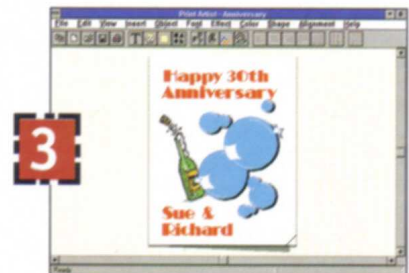 Print Artist - Anniversary
File Edit View Insert Object Font Effect Color Shape Alignment Help
3
Happy 30th
Anniversary
Sue &
Richard
Ready